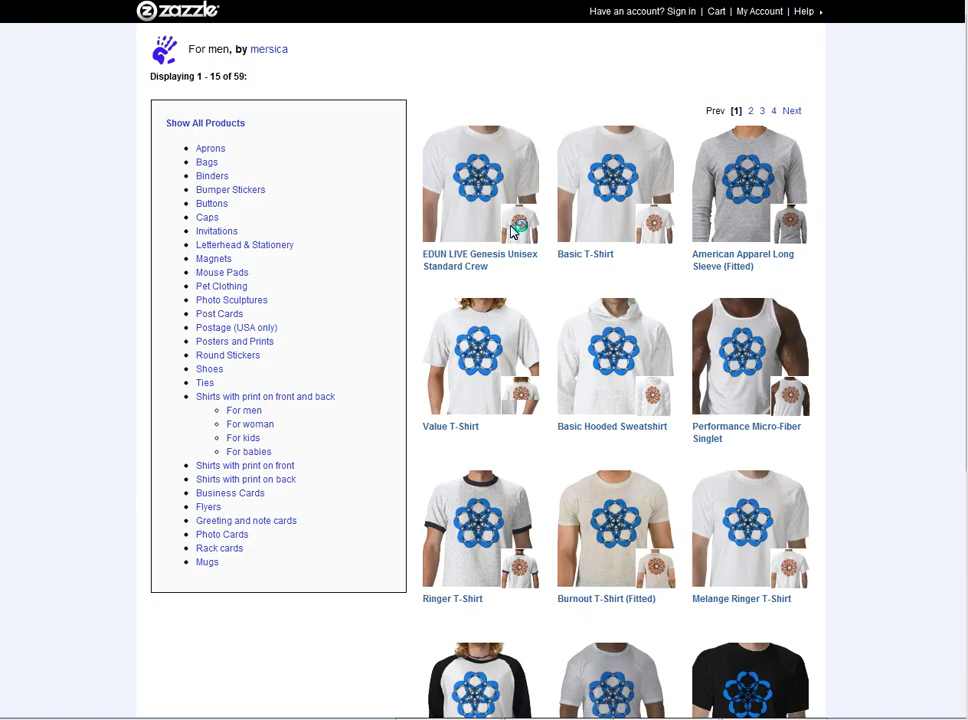 zazzle
Have an account? Sign in | Cart | My Account | Help
For men, by mersica
Displaying 1 - 15 of 59:
Show All Products
Aprons
Bags
Binders
Bumper Stickers
Buttons
Caps
Invitations
Letterhead & Stationery
Magnets
Mouse Pads
Pet Clothing
Photo Sculptures
Post Cards
Postage (USA only)
Posters and Prints
Round Stickers
Shoes
Ties
Shirts with print on front and back
For men
For woman
For kids
For babies
Shirts with print on front
Shirts with print on back
Business Cards
Flyers
Greeting and note cards
Photo Cards
Rack cards
Mugs
Prev [1] 2 3 4 Next
EDUN LIVE Genesis Unisex
Standard Crew
Basic T-Shirt
American Apparel Long
Sleeve (Fitted)
Value T-Shirt
Basic Hooded Sweatshirt
Performance Micro-Fiber
Singlet
Ringer T-Shirt
Burnout T-Shirt (Fitted)
Melange Ringer T-Shirt